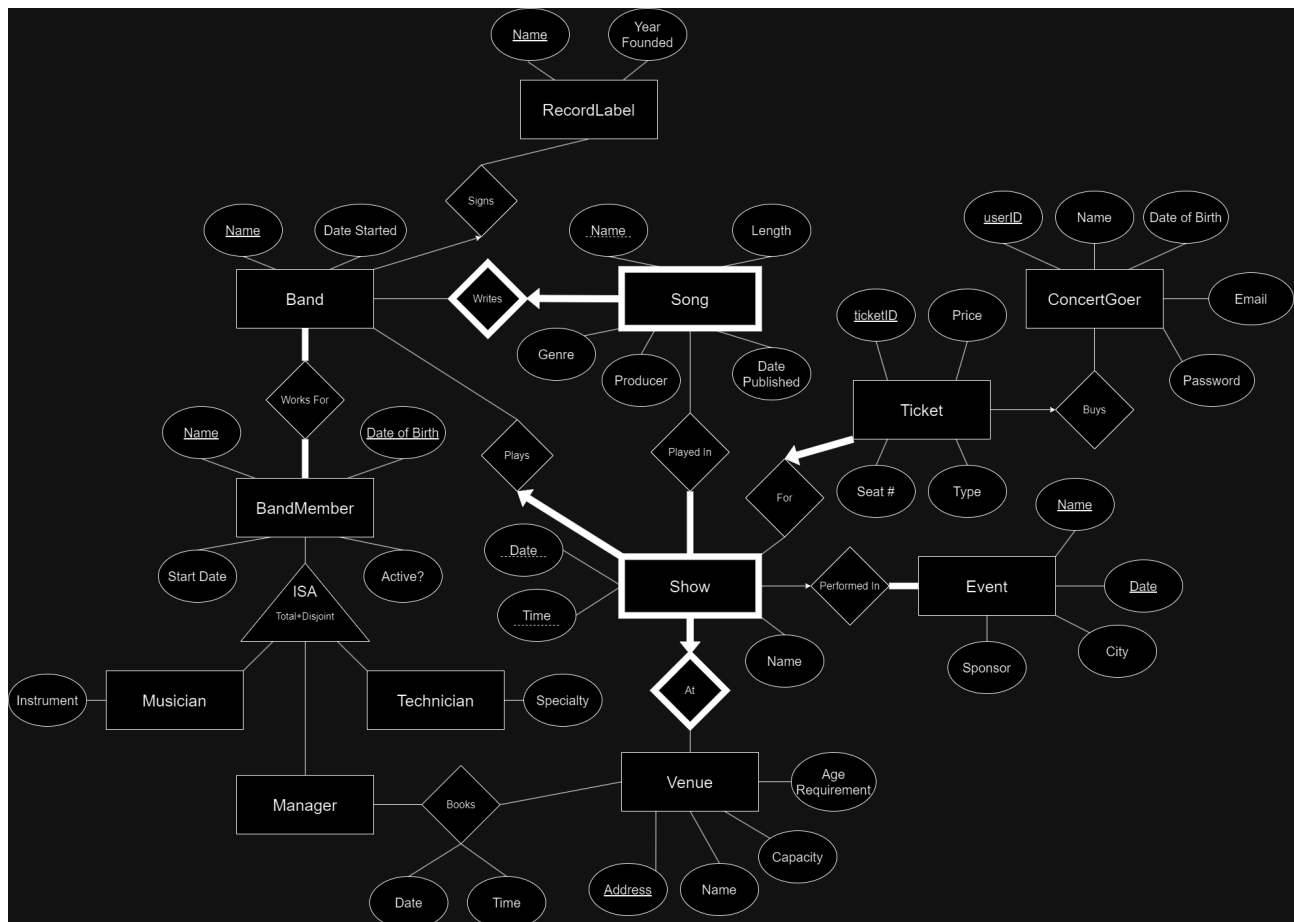 Name
Year
Founded
RecordLabel
Signs
Name
Date Started
Name
Length
userID
Name
Date of Birth
Band
Writes
Song
ConcertGoer
Email
ticketID
Price
Genre
Producer
Date
Published
Password
Works For
Ticket
Buys
Name
Date of Birth
Plays
Played In
For
Seat #
Type
BandMember
Name
Date
Start Date
Active?
ISA
Total+Disjoint
Show
Performed In
Event
Date
Time
Name
Sponsor
City
Instrument
Musician
Technician
Specialty
At
Manager
Books
Venue
Age
Requirement
Capacity
Date
Time
Address
Name